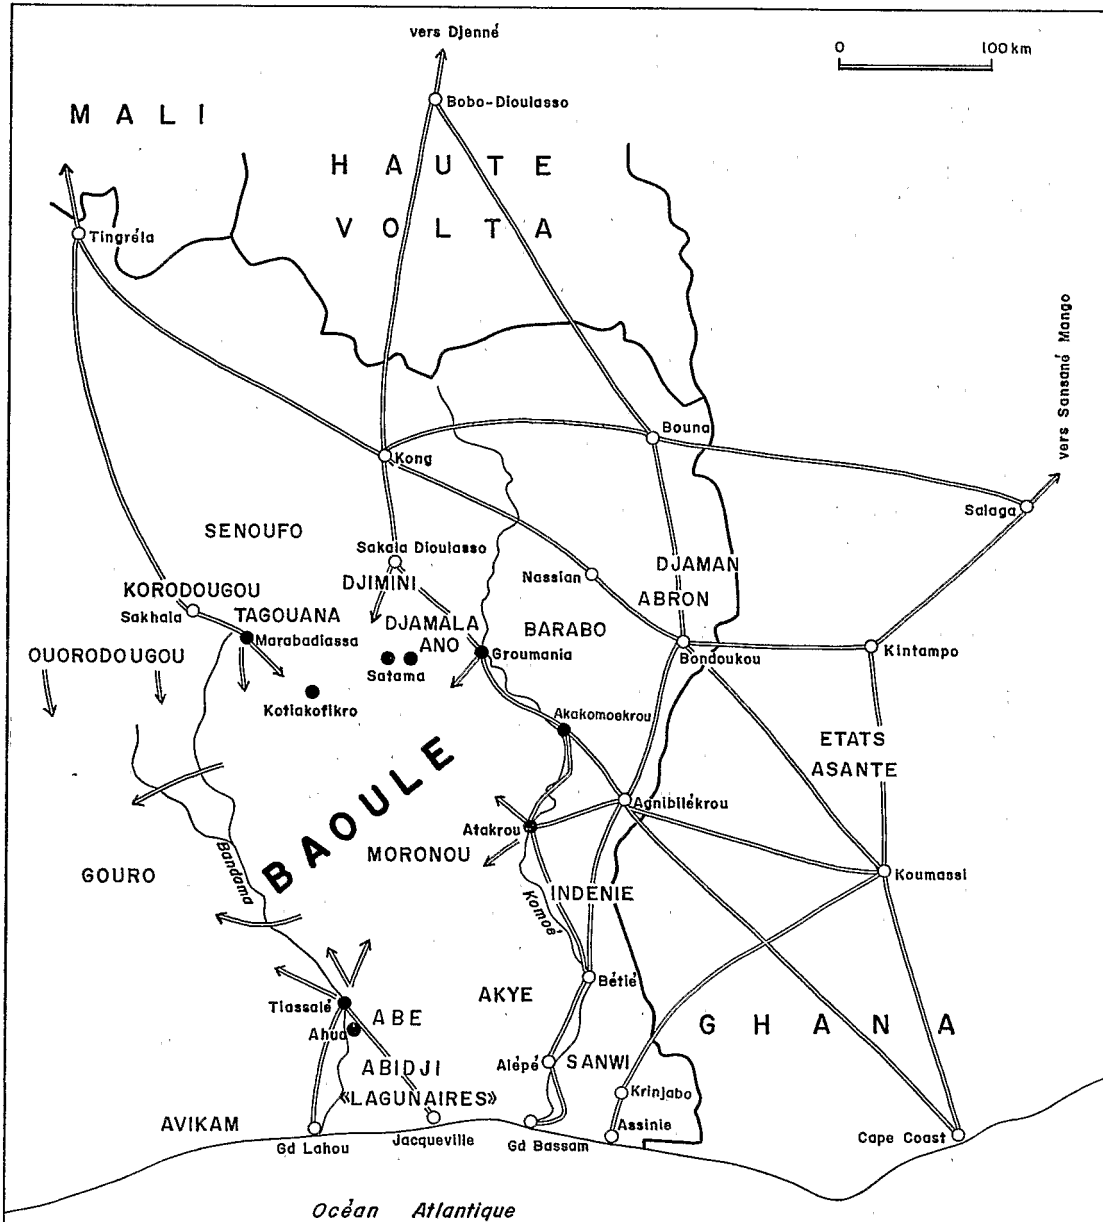 vers Djenné
0 100 km
Bobo-Dioulasso
MALI
HAUTE
VOLTA
Tingréla
vers Sansané Mango
Bouna
Kong
Salaga
SENOUFO
Sakala Dioulasso
DJAMAN
Nassian
DJIMINI
KORODOUGOU
ABRON
Sakhala
TAGOUANA
DJAMALA
BARABO
Marabadiassa
ANO
OUORODOUGOU
Groumania
Bondoukou
Kintampo
Satama
Kotiakofikro
Akakomoekrou
ETATS
ASANTE
BAOULE
Agnibilékrou
Atakrou
MORONOU
Bandama
GOURO
Koumassi
INDENIE
Komoé
Bétié
AKYE
Tiassalé
ABE
GHANA
Ahua
Alépé
SANWI
ABIDJI
Krinjabo
«LAGUNAIRES»
AVIKAM
Jacqueville
Assinie
Cape Coast
Gd Lahou
Gd Bassam
Océan Atlantique